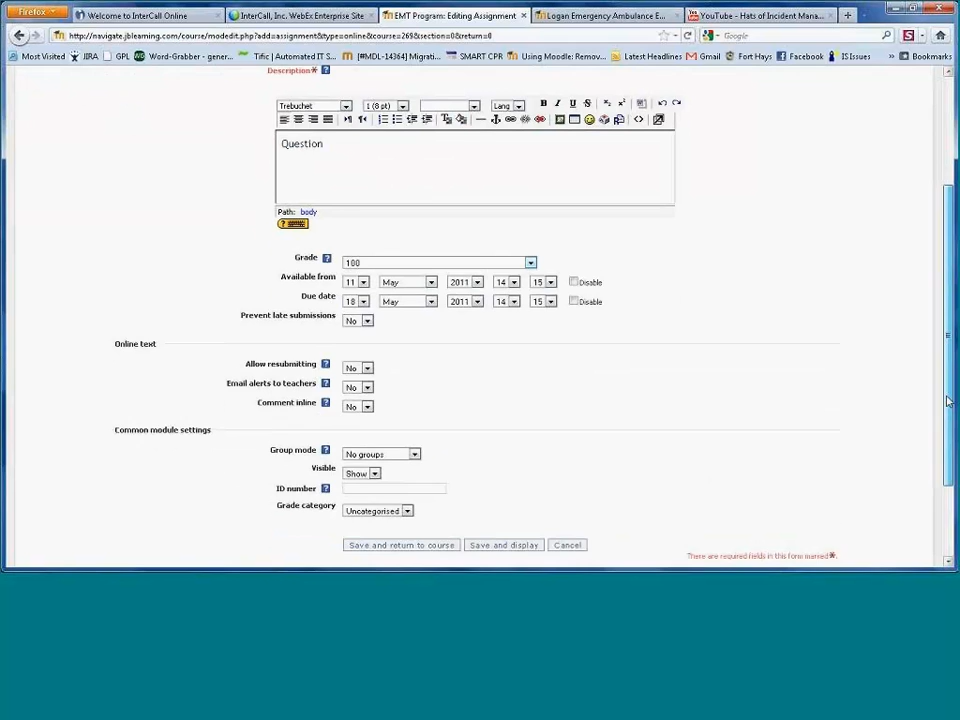 Firefox
Welcome to InterCall Online
InterCall, Inc. WebEx Enterprise Site
EMT Program: Editing Assignment
Logan Emergency Ambulance E...
YouTube - Hats of Incident Mana...
http://navigate.jblearning.com/course/modedit.php?add=assignment&type=online&course=269&section=0&return=0
Google
Most Visited JIRA GPL Word-Grabber - gener... Tific | Automated IT S... [#MDL-14364] Migrati... SMART CPR Using Moodle: Remov... Latest Headlines Gmail Fort Hays Facebook ISIssues » Bookmarks
Description*
Trebuchet 1 (8 pt) Lang B I U S
Question
Path: body
Grade 100
Available from 11 May 2011 14 15 Disable
Due date 18 May 2011 14 15 Disable
Prevent late submissions No
Online text
Allow resubmitting No
Email alerts to teachers No
Comment inline No
Common module settings
Group mode No groups
Visible Show
ID number
Grade category Uncategorised
Save and return to course Save and display Cancel
There are required fields in this form marked*.